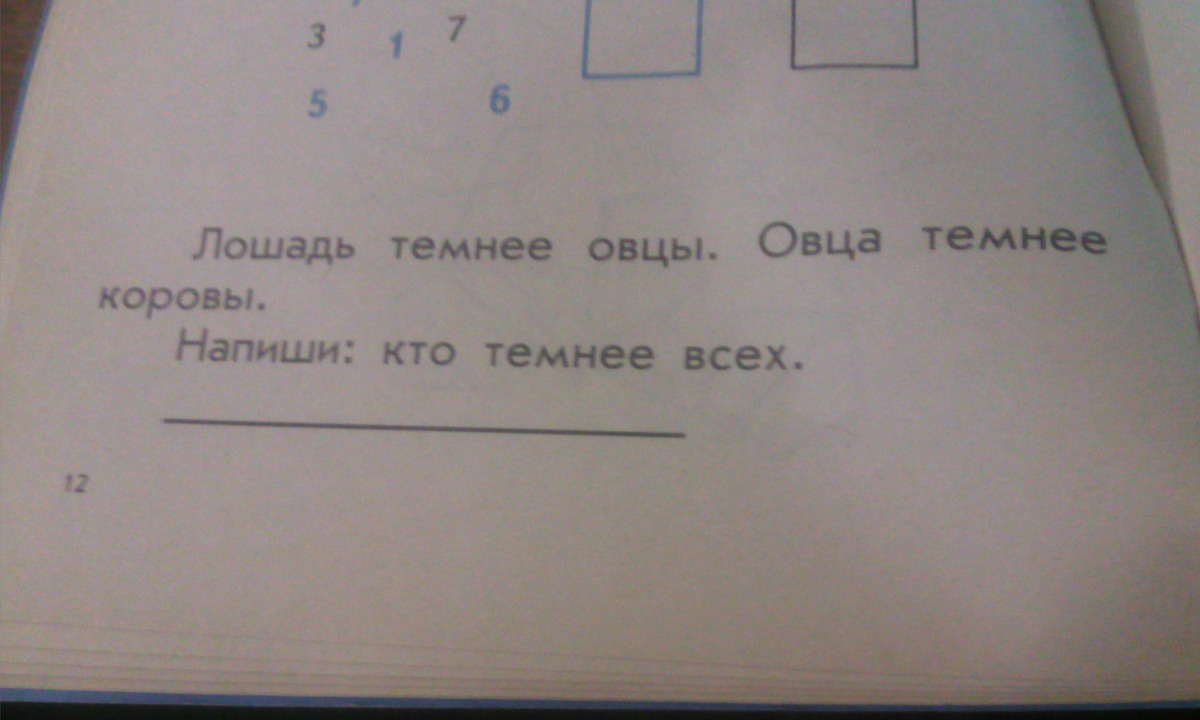 3 1 7
5 6
Лошадь темнее овцы. Овца темнее
коровы.
Напиши: кто темнее всех.
12